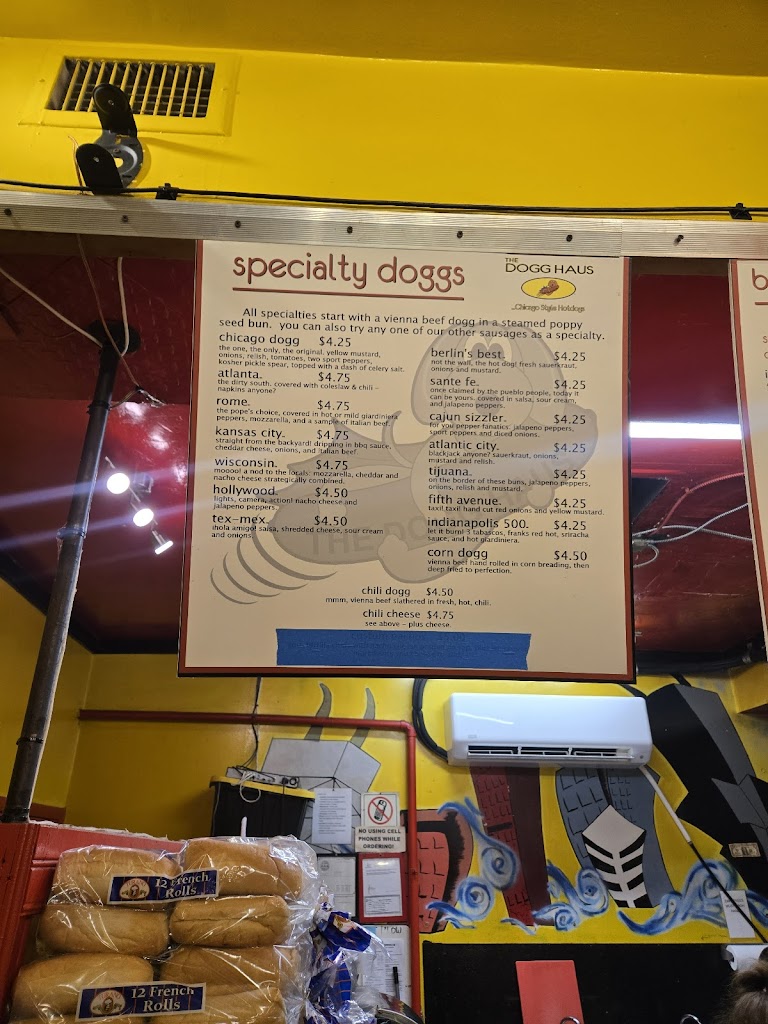 specialty doggs
THE
DOGG HAUS
...Chicago Style Hotdogs
All specialties start with a vienna beef dogg in a steamed poppy
seed bun. you can also try any one of our other sausages as a specialty.
chicago dogg $4.25
the one, the only, the original, yellow mustard,
onions, relish, tomatoes, two sport peppers,
kosher pickle spear, topped with a dash of celery salt.
atlanta. $4.75
the dirty south. covered with coleslaw & chili -
napkins anyone?
rome. $4.75
the pope's choice, covered in hot or mild giardiniera
peppers, mozzarella, and a sample of italian beef.
kansas city. $4.75
straight from the backyard! dripping in bbq sauce,
cheddar cheese, onions, and italian beef.
wisconsin. $4.75
moooo! a nod to the locals: mozzarella, cheddar and
nacho cheese strategically combined.
hollywood. $4.50
lights, camera, action! nacho cheese and
jalapeno peppers.
tex-mex. $4.50
ihola amigo! salsa, shredded cheese, sour cream
and onions.
berlin's best. $4.25
not the wall, the hot dog! fresh sauerkraut,
onions and mustard.
sante fe. $4.25
once claimed by the pueblo people, today it
can be yours. covered in salsa, sour cream,
and jalapeno peppers.
cajun sizzler. $4.25
for you pepper fanatics. jalapeno peppers,
sport peppers and diced onions.
atlantic city. $4.25
blackjack anyone? sauerkraut, onions,
mustard and relish.
tijuana. $4.25
on the border of these buns, jalapeno peppers,
onions, relish and mustard.
fifth avenue. $4.25
taxi!,taxi! hand cut red onions and yellow mustard.
indianapolis 500. $4.25
let it burn! 3 tabascos, franks red hot, sriracha
sauce, and hot giardiniera.
corn dogg $4.50
vienna beef hand rolled in corn breading, then
deep fried to perfection.
chili dogg $4.50
mmm, vienna beef slathered in fresh, hot, chili.
chili cheese $4.75
see above - plus cheese.
NO USING CELL
PHONES WHILE
ORDERING!
12 French
Rolls
12 French
Rolls